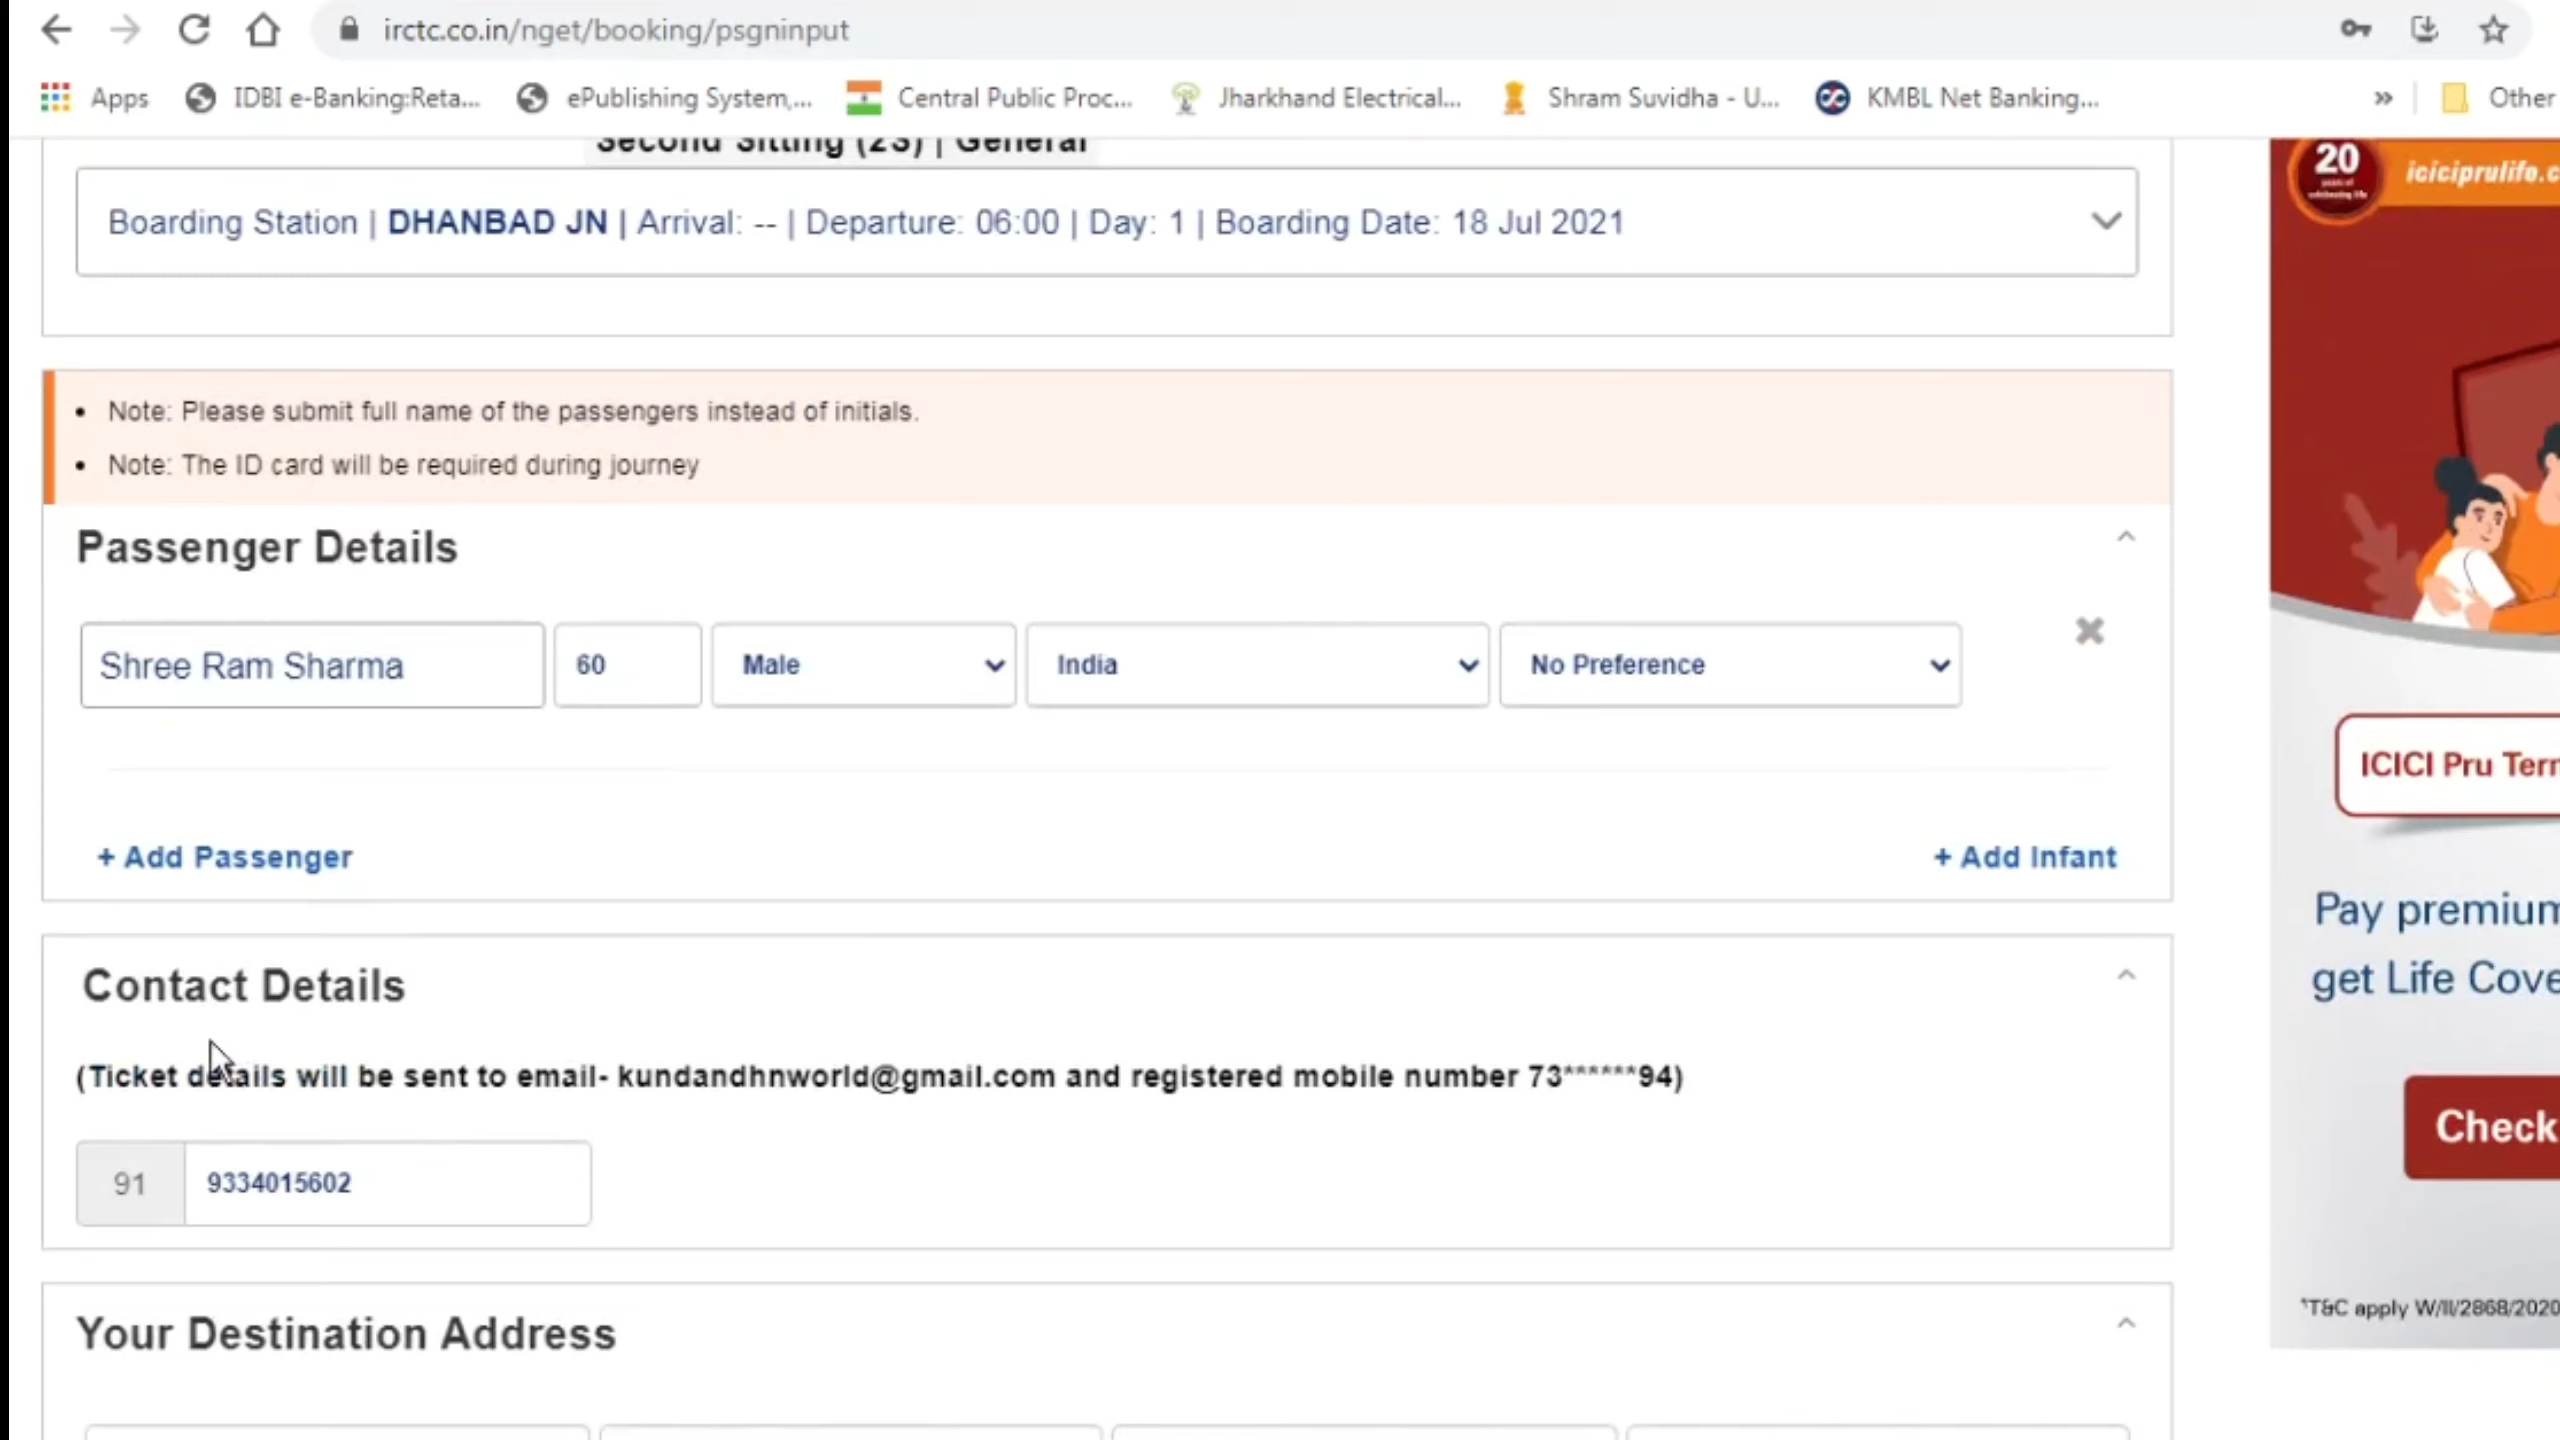 irctc.co.in/nget/booking/psgninput
Apps IDBI e-Banking:Reta... ePublishing System,... Central Public Proc... Jharkhand Electrical... Shram Suvidha - U... KMBL Net Banking... » Other
Second Sitting (2S) | General
Boarding Station | DHANBAD JN | Arrival: -- | Departure: 06:00 | Day: 1 | Boarding Date: 18 Jul 2021
• Note: Please submit full name of the passengers instead of initials.
• Note: The ID card will be required during journey
Passenger Details
Shree Ram Sharma 60 Male India No Preference
+ Add Passenger + Add Infant
Contact Details
(Ticket details will be sent to email- kundandhnworld@gmail.com and registered mobile number 73******94)
91 9334015602
Your Destination Address
20
iciciprulife.c
ICICI Pru Term
Pay premium
get Life Cove
Check
*T&C apply W/II/2868/2020